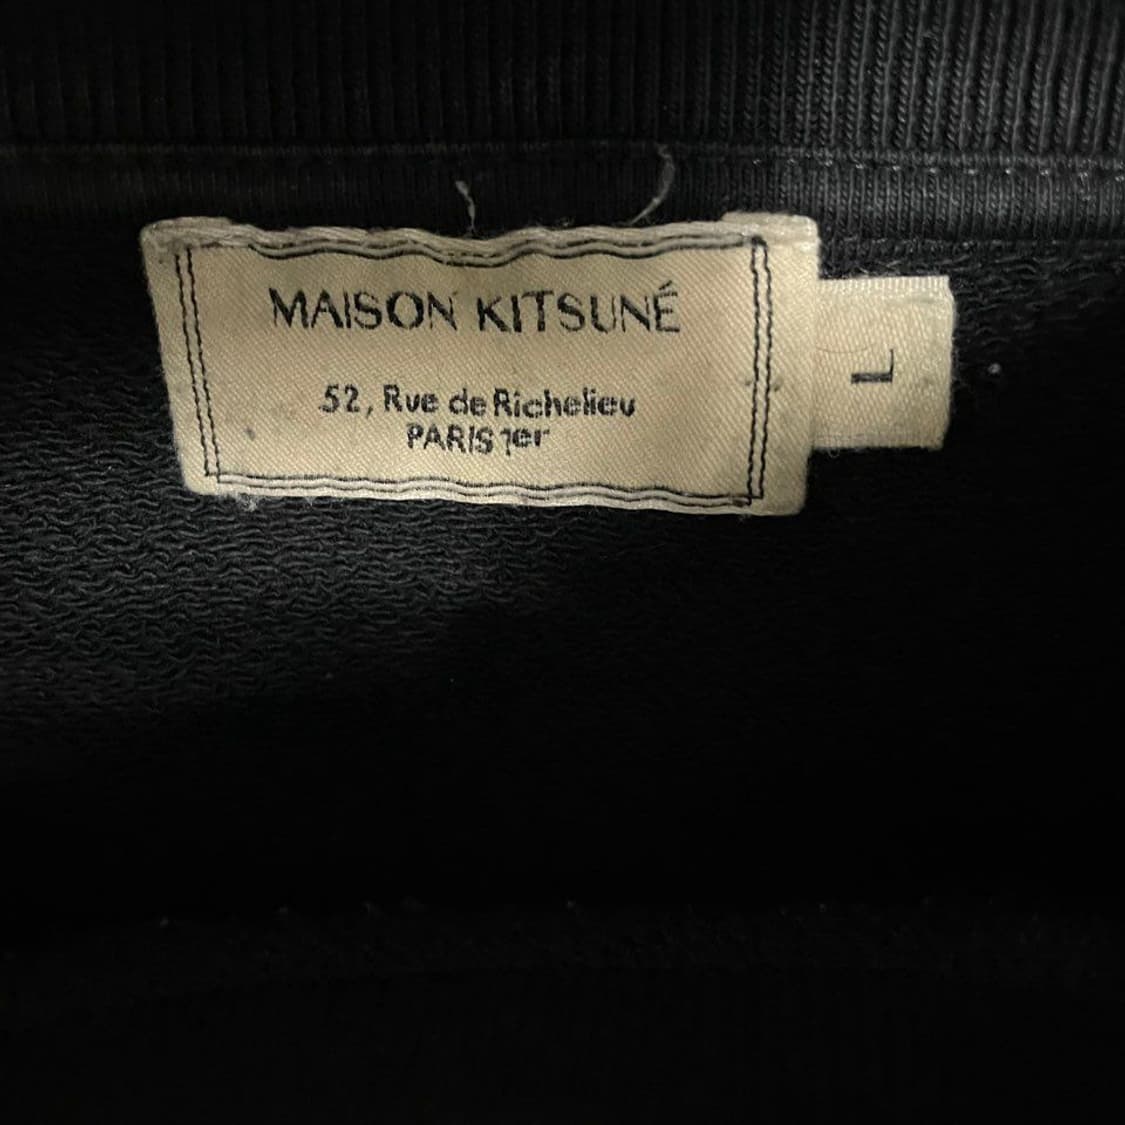 MAISON KITSUNÉ
52, Rue de Richelieu
PARIS 1er
L